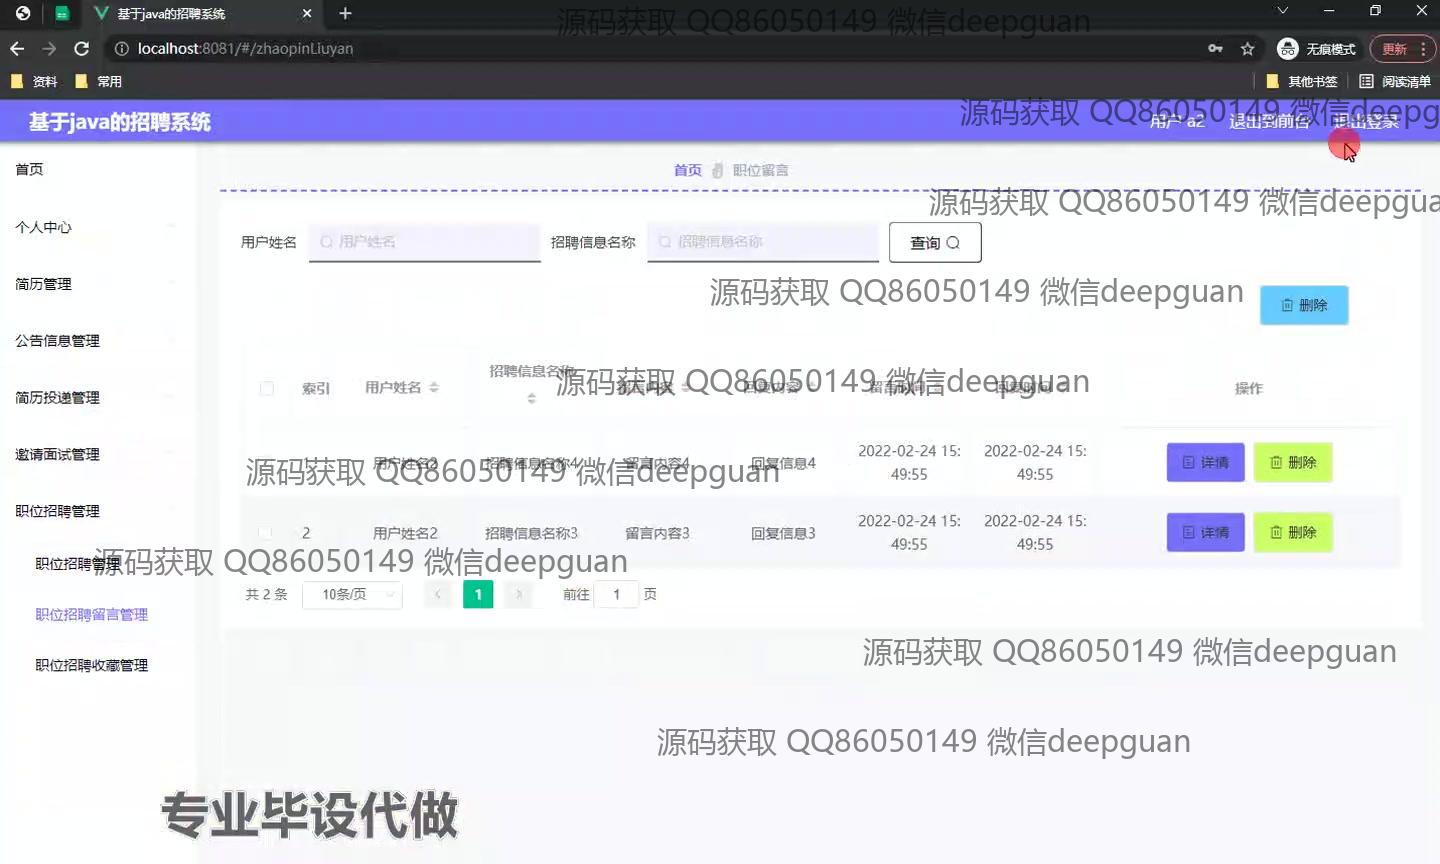 基于java的招聘系统
源码获取 QQ86050149 微信deepguan
localhost:8081/#/zhaopinLiuyan
无痕模式
更新
资料
常用
其他书签
阅读清单
基于java的招聘系统
源码获取 QQ86050149 微信deepg
用户 a2
退出到前台
退出登录
首页
首页
职位留言
源码获取 QQ86050149 微信deepgua
个人中心
用户姓名
用户姓名
招聘信息名称
招聘信息名称
查询
简历管理
源码获取 QQ86050149 微信deepguan
删除
公告信息管理
索引
用户姓名
招聘信息名称
留言内容
回复内容
留言时间
回复时间
操作
源码获取 QQ86050149 微信deepguan
简历投递管理
邀请面试管理
1
用户姓名2
招聘信息名称4
留言内容4
回复信息4
2022-02-24 15:
49:55
2022-02-24 15:
49:55
详情
删除
源码获取 QQ86050149 微信deepguan
职位招聘管理
2
用户姓名2
招聘信息名称3
留言内容3
回复信息3
2022-02-24 15:
49:55
2022-02-24 15:
49:55
详情
删除
职位招聘管理
源码获取 QQ86050149 微信deepguan
共 2 条
10条/页
1
前往
1
页
职位招聘留言管理
源码获取 QQ86050149 微信deepguan
职位招聘收藏管理
源码获取 QQ86050149 微信deepguan
专业毕设代做